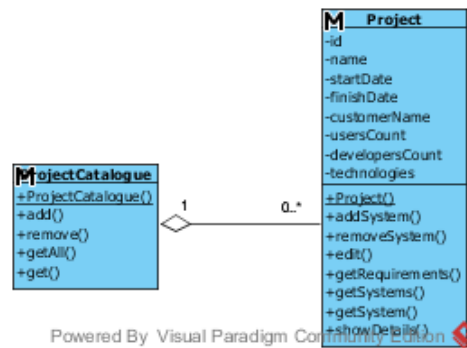 M Project
-id
-name
-startDate
-finishDate
-customerName
-usersCount
-developersCount
-technologies
+Project()
+addSystem()
+removeSystem()
+edit()
+getRequirements()
+getSystems()
+getSystem()
+showDetails()
M rojectCatalogue
+ProjectCatalogue()
+add()
+remove()
+getAll()
+get()
1
0..*
Powered By Visual Paradigm Community Edition